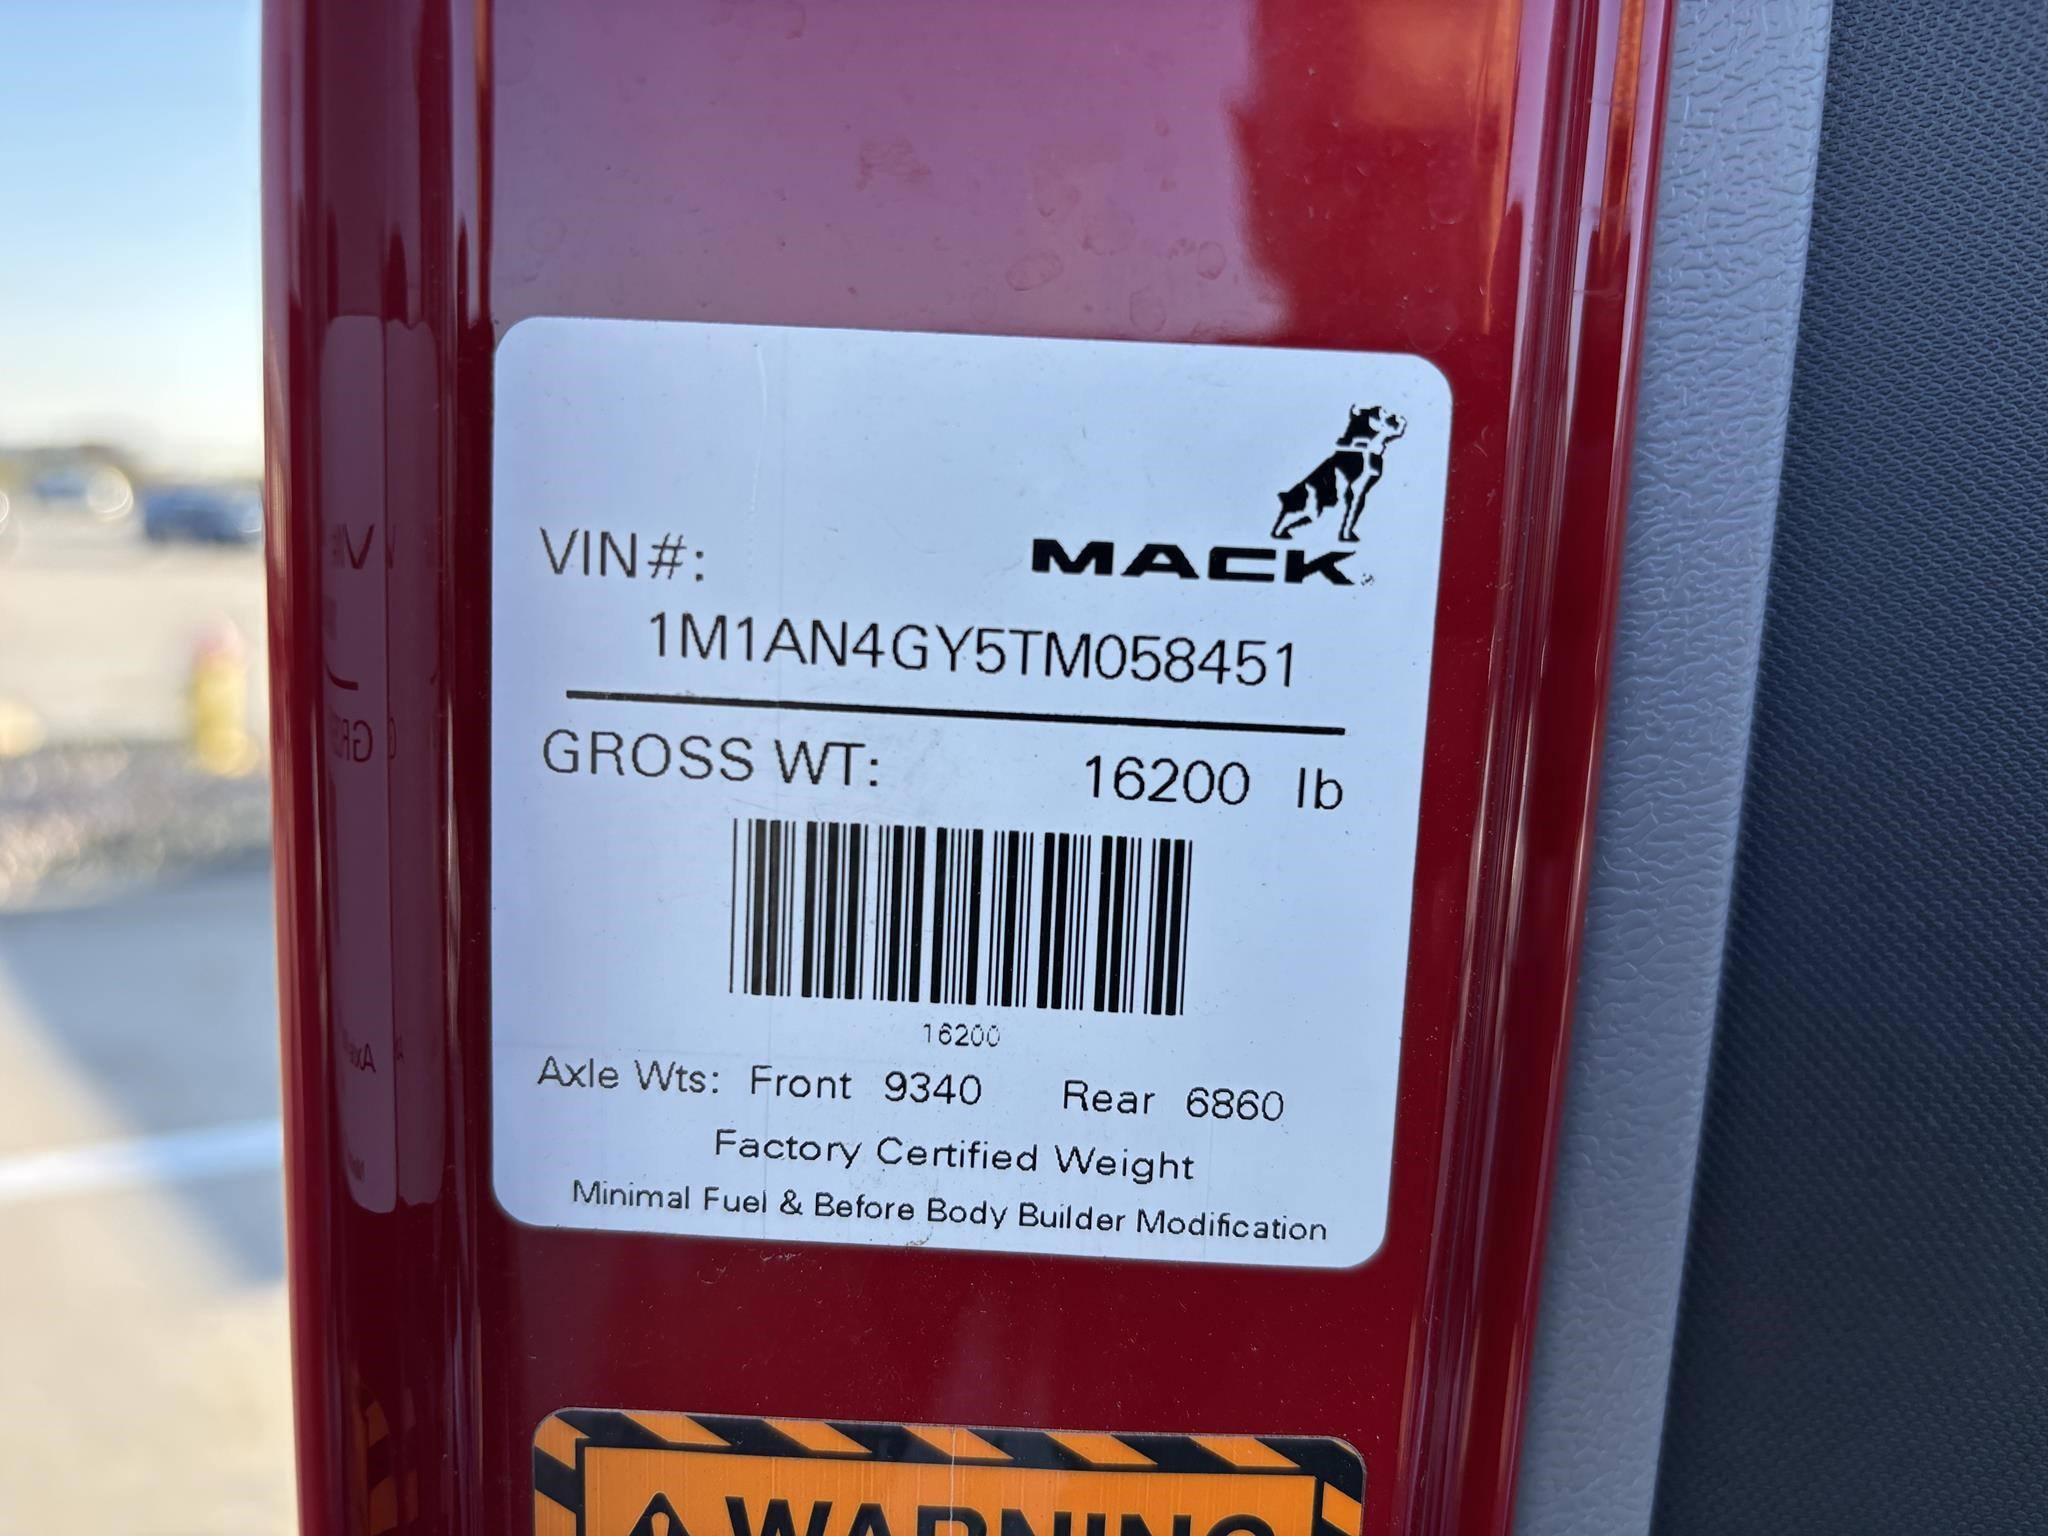 MACK
VIN#:
1M1AN4GY5TM058451
GROSS WT: 16200 lb
16200
Axle Wts: Front 9340 Rear 6860
Factory Certified Weight
Minimal Fuel & Before Body Builder Modification
WARNING